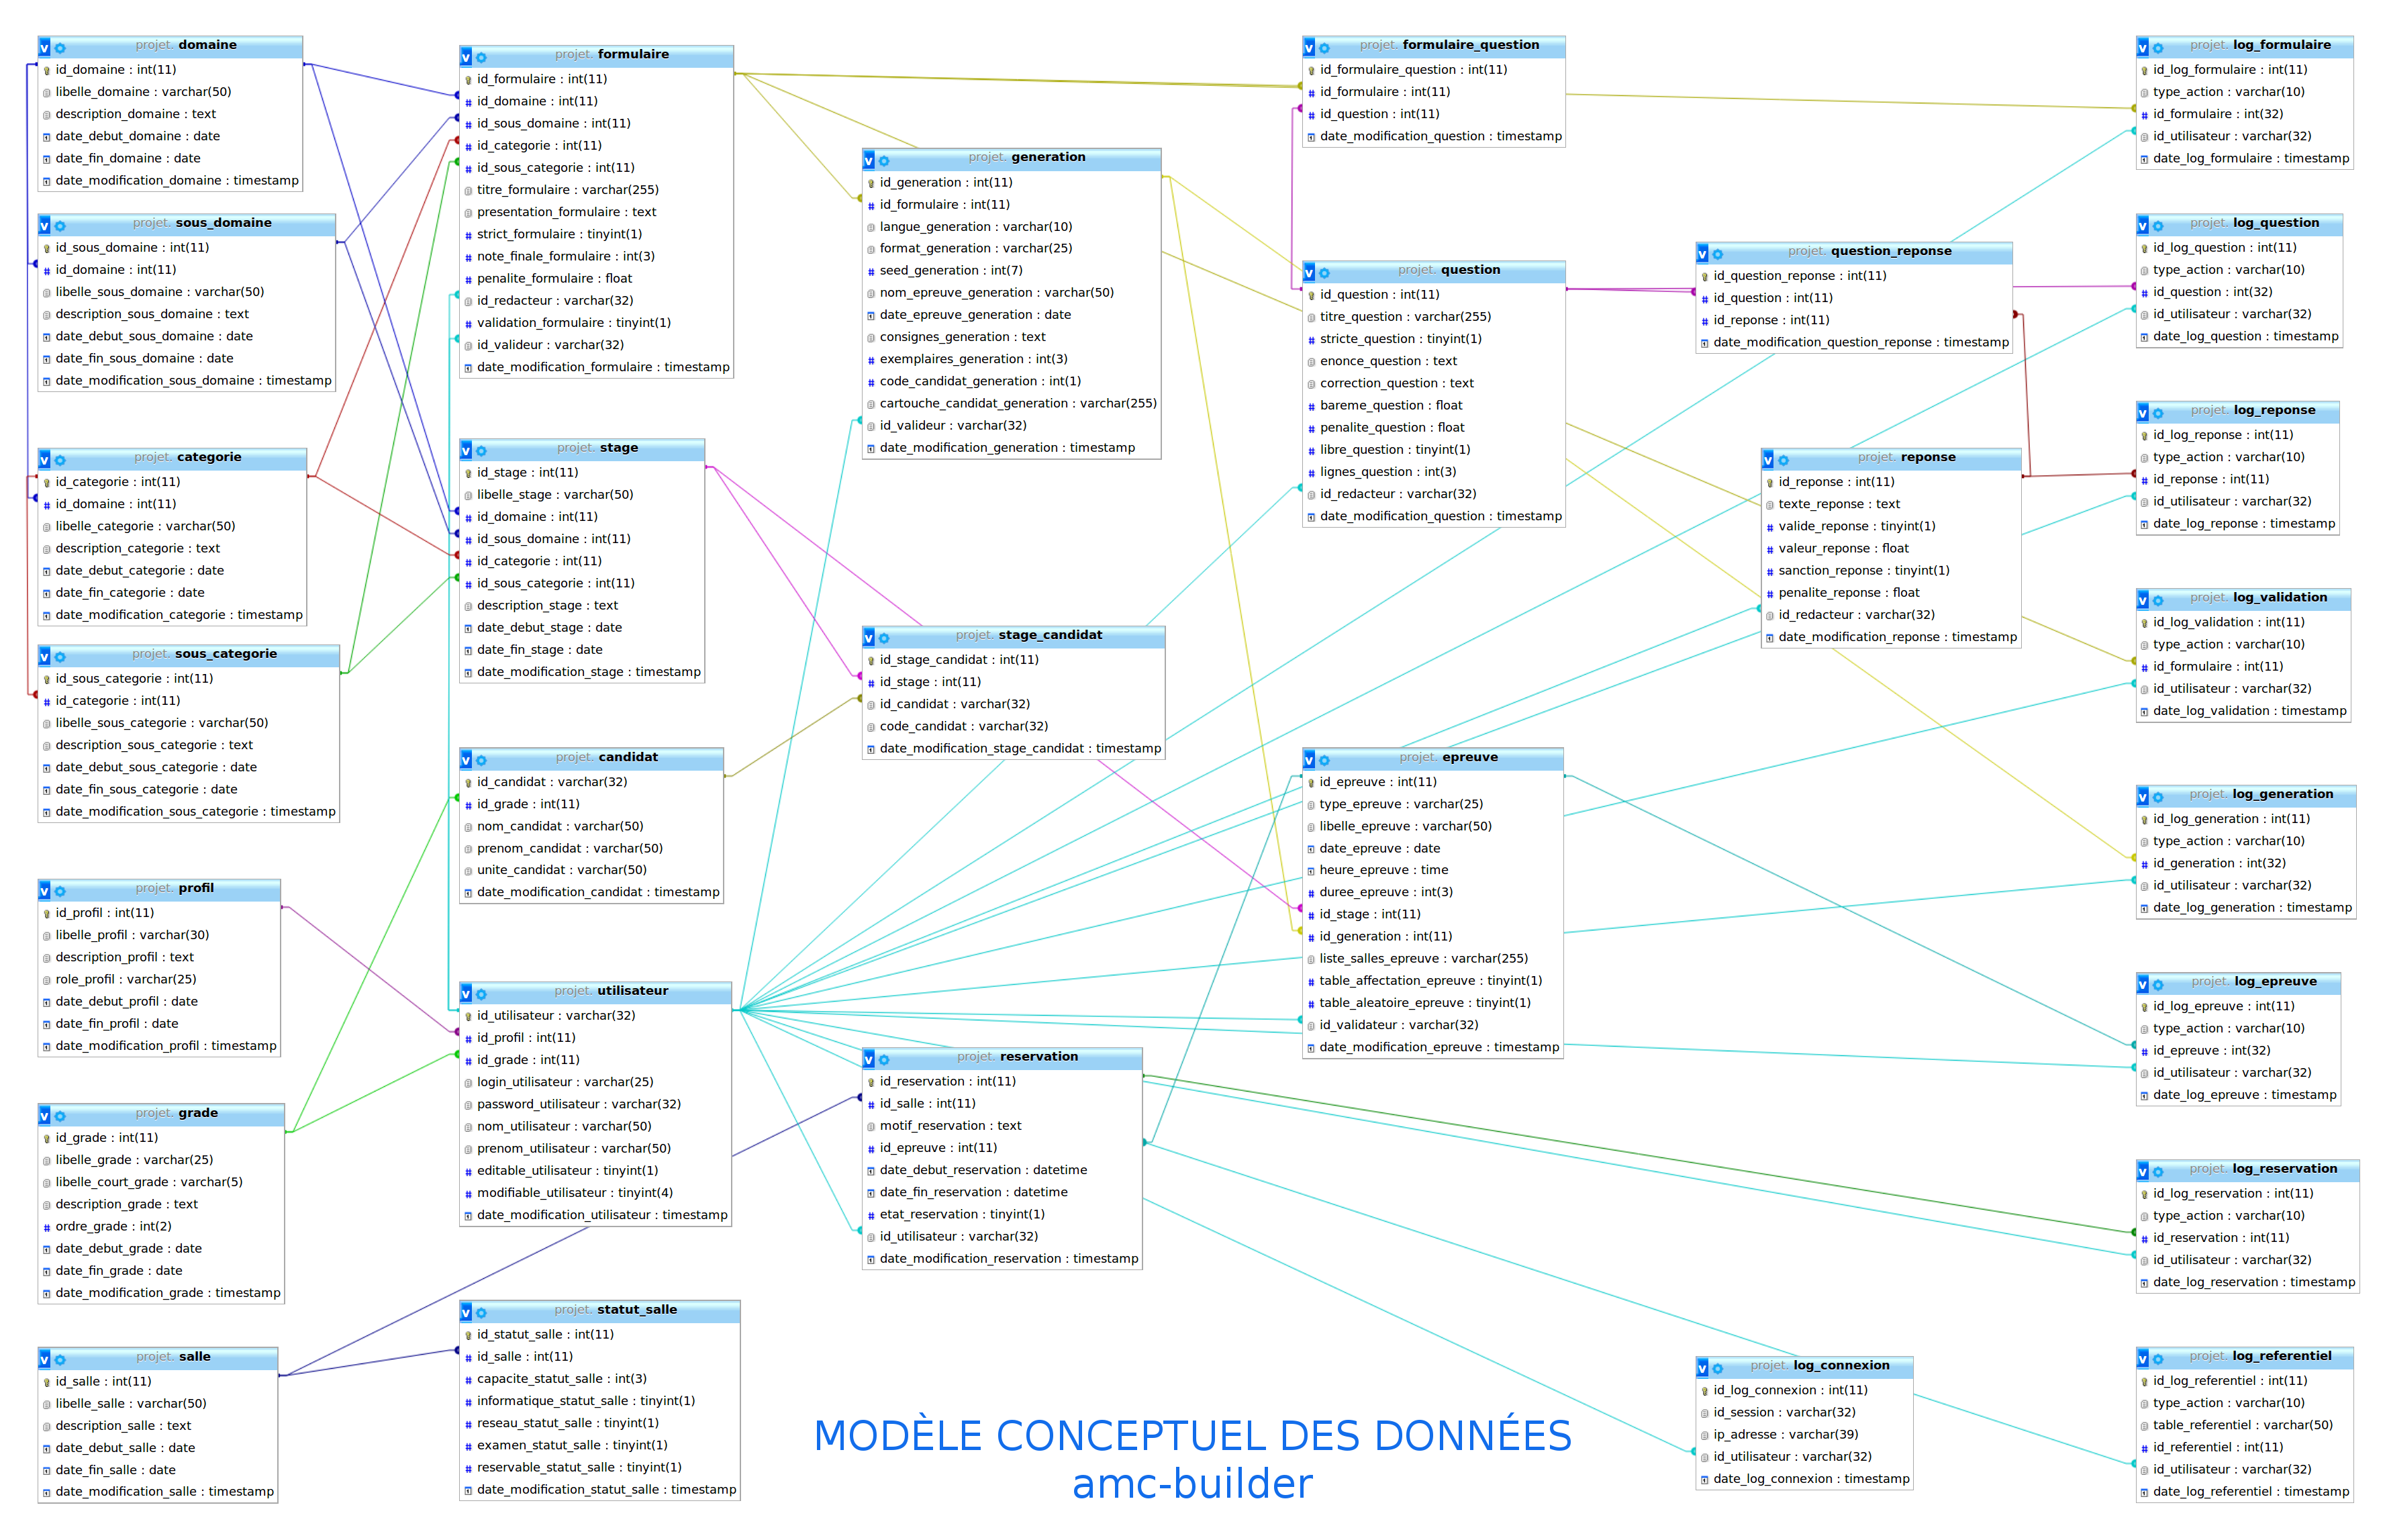 projet. domaine
id_domaine : int(11)
libelle_domaine : varchar(50)
description_domaine : text
date_debut_domaine : date
date_fin_domaine : date
date_modification_domaine : timestamp
projet. sous_domaine
id_sous_domaine : int(11)
id_domaine : int(11)
libelle_sous_domaine : varchar(50)
description_sous_domaine : text
date_debut_sous_domaine : date
date_fin_sous_domaine : date
date_modification_sous_domaine : timestamp
projet. categorie
id_categorie : int(11)
id_domaine : int(11)
libelle_categorie : varchar(50)
description_categorie : text
date_debut_categorie : date
date_fin_categorie : date
date_modification_categorie : timestamp
projet. sous_categorie
id_sous_categorie : int(11)
id_categorie : int(11)
libelle_sous_categorie : varchar(50)
description_sous_categorie : text
date_debut_sous_categorie : date
date_fin_sous_categorie : date
date_modification_sous_categorie : timestamp
projet. profil
id_profil : int(11)
libelle_profil : varchar(30)
description_profil : text
role_profil : varchar(25)
date_debut_profil : date
date_fin_profil : date
date_modification_profil : timestamp
projet. grade
id_grade : int(11)
libelle_grade : varchar(25)
libelle_court_grade : varchar(5)
description_grade : text
ordre_grade : int(2)
date_debut_grade : date
date_fin_grade : date
date_modification_grade : timestamp
projet. salle
id_salle : int(11)
libelle_salle : varchar(50)
description_salle : text
date_debut_salle : date
date_fin_salle : date
date_modification_salle : timestamp
projet. formulaire
id_formulaire : int(11)
id_domaine : int(11)
id_sous_domaine : int(11)
id_categorie : int(11)
id_sous_categorie : int(11)
titre_formulaire : varchar(255)
presentation_formulaire : text
strict_formulaire : tinyint(1)
note_finale_formulaire : int(3)
penalite_formulaire : float
id_redacteur : varchar(32)
validation_formulaire : tinyint(1)
id_valideur : varchar(32)
date_modification_formulaire : timestamp
projet. stage
id_stage : int(11)
libelle_stage : varchar(50)
id_domaine : int(11)
id_sous_domaine : int(11)
id_categorie : int(11)
id_sous_categorie : int(11)
description_stage : text
date_debut_stage : date
date_fin_stage : date
date_modification_stage : timestamp
projet. candidat
id_candidat : varchar(32)
id_grade : int(11)
nom_candidat : varchar(50)
prenom_candidat : varchar(50)
unite_candidat : varchar(50)
date_modification_candidat : timestamp
projet. utilisateur
id_utilisateur : varchar(32)
id_profil : int(11)
id_grade : int(11)
login_utilisateur : varchar(25)
password_utilisateur : varchar(32)
nom_utilisateur : varchar(50)
prenom_utilisateur : varchar(50)
editable_utilisateur : tinyint(1)
modifiable_utilisateur : tinyint(4)
date_modification_utilisateur : timestamp
projet. statut_salle
id_statut_salle : int(11)
id_salle : int(11)
capacite_statut_salle : int(3)
informatique_statut_salle : tinyint(1)
reseau_statut_salle : tinyint(1)
examen_statut_salle : tinyint(1)
reservable_statut_salle : tinyint(1)
date_modification_statut_salle : timestamp
projet. generation
id_generation : int(11)
id_formulaire : int(11)
langue_generation : varchar(10)
format_generation : varchar(25)
seed_generation : int(7)
nom_epreuve_generation : varchar(50)
date_epreuve_generation : date
consignes_generation : text
exemplaires_generation : int(3)
code_candidat_generation : int(1)
cartouche_candidat_generation : varchar(255)
id_valideur : varchar(32)
date_modification_generation : timestamp
projet. stage_candidat
id_stage_candidat : int(11)
id_stage : int(11)
id_candidat : varchar(32)
code_candidat : varchar(32)
date_modification_stage_candidat : timestamp
projet. reservation
id_reservation : int(11)
id_salle : int(11)
motif_reservation : text
id_epreuve : int(11)
date_debut_reservation : datetime
date_fin_reservation : datetime
etat_reservation : tinyint(1)
id_utilisateur : varchar(32)
date_modification_reservation : timestamp
projet. formulaire_question
id_formulaire_question : int(11)
id_formulaire : int(11)
id_question : int(11)
date_modification_question : timestamp
projet. question
id_question : int(11)
titre_question : varchar(255)
stricte_question : tinyint(1)
enonce_question : text
correction_question : text
bareme_question : float
penalite_question : float
libre_question : tinyint(1)
lignes_question : int(3)
id_redacteur : varchar(32)
date_modification_question : timestamp
projet. epreuve
id_epreuve : int(11)
type_epreuve : varchar(25)
libelle_epreuve : varchar(50)
date_epreuve : date
heure_epreuve : time
duree_epreuve : int(3)
id_stage : int(11)
id_generation : int(11)
liste_salles_epreuve : varchar(255)
table_affectation_epreuve : tinyint(1)
table_aleatoire_epreuve : tinyint(1)
id_validateur : varchar(32)
date_modification_epreuve : timestamp
projet. question_reponse
id_question_reponse : int(11)
id_question : int(11)
id_reponse : int(11)
date_modification_question_reponse : timestamp
projet. reponse
id_reponse : int(11)
texte_reponse : text
valide_reponse : tinyint(1)
valeur_reponse : float
sanction_reponse : tinyint(1)
penalite_reponse : float
id_redacteur : varchar(32)
date_modification_reponse : timestamp
projet. log_connexion
id_log_connexion : int(11)
id_session : varchar(32)
ip_adresse : varchar(39)
id_utilisateur : varchar(32)
date_log_connexion : timestamp
projet. log_formulaire
id_log_formulaire : int(11)
type_action : varchar(10)
id_formulaire : int(32)
id_utilisateur : varchar(32)
date_log_formulaire : timestamp
projet. log_question
id_log_question : int(11)
type_action : varchar(10)
id_question : int(32)
id_utilisateur : varchar(32)
date_log_question : timestamp
projet. log_reponse
id_log_reponse : int(11)
type_action : varchar(10)
id_reponse : int(11)
id_utilisateur : varchar(32)
date_log_reponse : timestamp
projet. log_validation
id_log_validation : int(11)
type_action : varchar(10)
id_formulaire : int(11)
id_utilisateur : varchar(32)
date_log_validation : timestamp
projet. log_generation
id_log_generation : int(11)
type_action : varchar(10)
id_generation : int(32)
id_utilisateur : varchar(32)
date_log_generation : timestamp
projet. log_epreuve
id_log_epreuve : int(11)
type_action : varchar(10)
id_epreuve : int(32)
id_utilisateur : varchar(32)
date_log_epreuve : timestamp
projet. log_reservation
id_log_reservation : int(11)
type_action : varchar(10)
id_reservation : int(11)
id_utilisateur : varchar(32)
date_log_reservation : timestamp
projet. log_referentiel
id_log_referentiel : int(11)
type_action : varchar(10)
table_referentiel : varchar(50)
id_referentiel : int(11)
id_utilisateur : varchar(32)
date_log_referentiel : timestamp
MODÈLE CONCEPTUEL DES DONNÉES
amc-builder